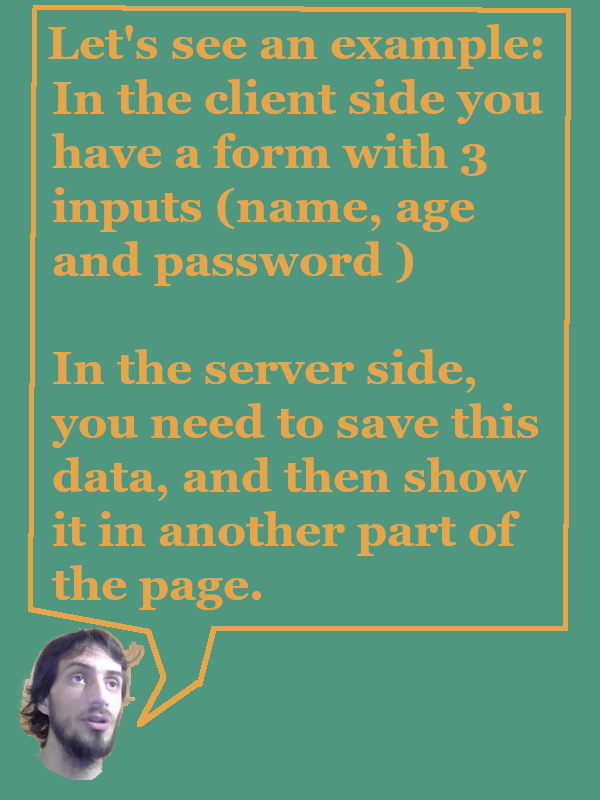 Let's see an example:
In the client side you
have a form with 3
inputs (name, age
and password )
In the server side,
you need to save this
data, and then show
it in another part of
the page.